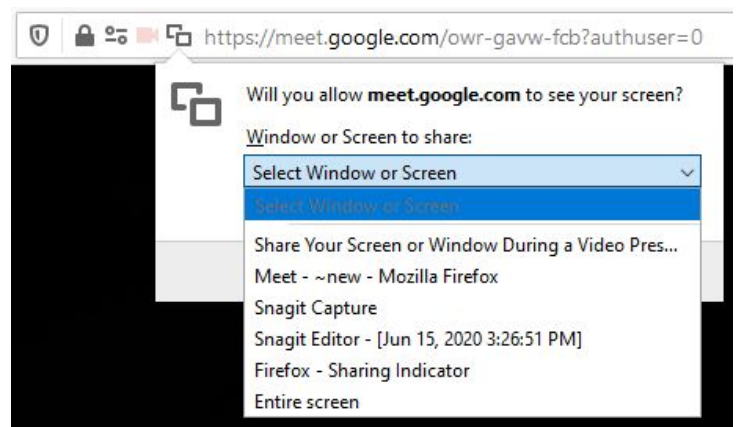 https://meet.google.com/owr-gavw-fcb?authuser=0
Will you allow meet.google.com to see your screen?
Window or Screen to share:
Select Window or Screen
Select Window or Screen
Share Your Screen or Window During a Video Pres...
Meet - ~new - Mozilla Firefox
Snagit Capture
Snagit Editor - [Jun 15, 2020 3:26:51 PM]
Firefox - Sharing Indicator
Entire screen